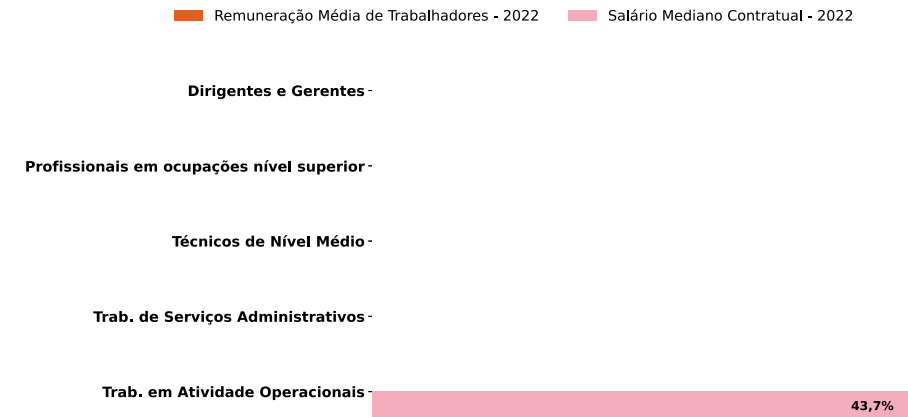 Remuneração Média de Trabalhadores - 2022 Salário Mediano Contratual - 2022
Dirigentes e Gerentes
Profissionais em ocupações nível superior
Técnicos de Nível Médio
Trab. de Serviços Administrativos
Trab. em Atividade Operacionais
43,7%